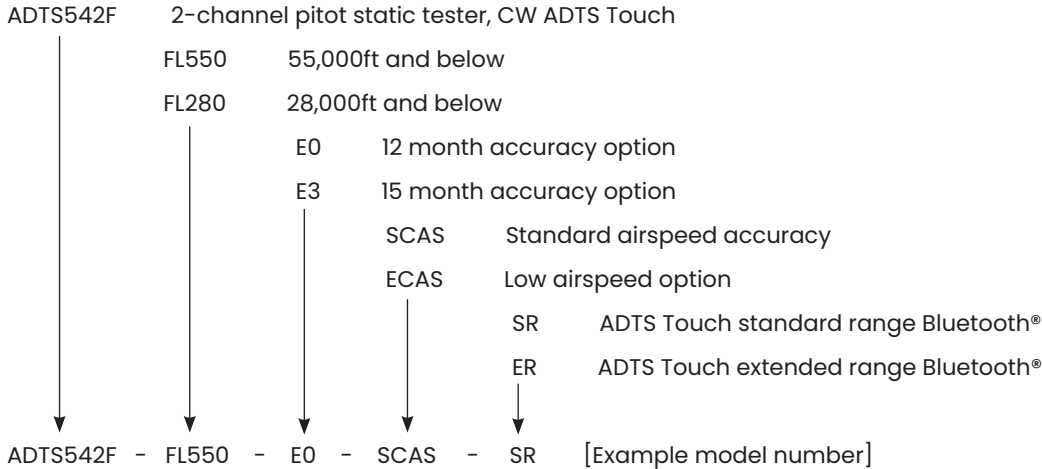 ADTS542F 2-channel pitot static tester, CW ADTS Touch
FL550 55,000ft and below
FL280 28,000ft and below
E0 12 month accuracy option
E3 15 month accuracy option
SCAS Standard airspeed accuracy
ECAS Low airspeed option
SR ADTS Touch standard range Bluetooth®
ER ADTS Touch extended range Bluetooth®
ADTS542F - FL550 - E0 - SCAS - SR [Example model number]